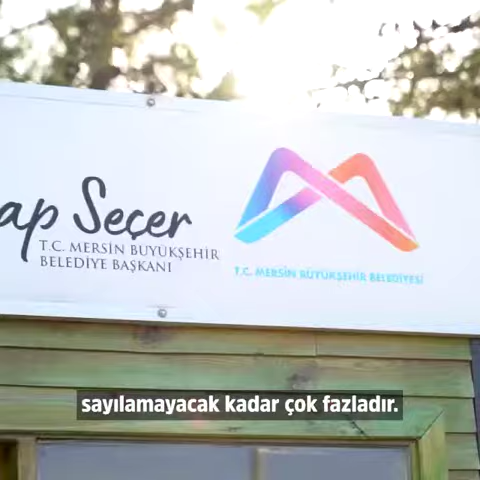 ap Seçer
T.C. MERSİN BÜYÜKŞEHİR
BELEDİYE BAŞKANI
T.C. MERSİN BÜYÜKŞEHİR BELEDİYESİ
sayılamayacak kadar çok fazladır.